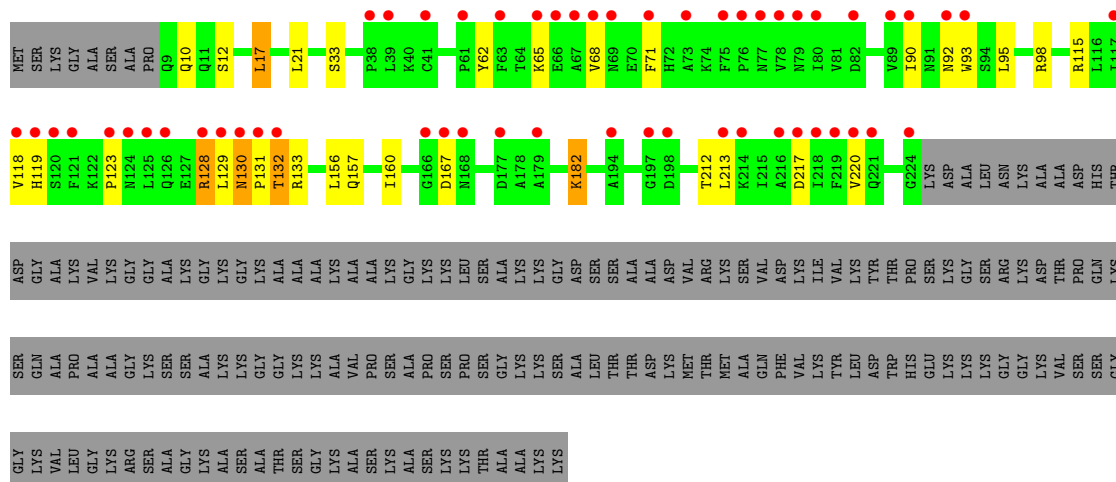 MET SER LYS GLY ALA SER ALA PRO Q9 Q10 Q11 S12 L17 L21 S33 P38 L39 K40 C41 P61 Y62 F63 T64 K65 E66 A67 V68 N69 E70 F71 H72 A73 K74 F75 P76 N77 V78 N79 I80 V81 D82 V89 I90 N91 N92 W93 S94 L95 R98 R115 L116 I117
V118 H119 S120 F121 K122 P123 N124 L125 Q126 E127 R128 L129 N130 P131 T132 R133 L156 Q157 I160 G166 D167 N168 D177 A178 A179 K182 A194 G197 D198 T212 L213 K214 I215 A216 D217 I218 F219 V220 Q221 G224 LYS ASP ALA LEU ASN LYS ALA ALA ASP HIS THR
ASP GLY ALA LYS VAL LYS GLY GLY ALA LYS GLY LYS GLY LYS ALA ALA ALA LYS GLN ALA ALA LYS GLY LYS LYS LEU SER SER ALA LYS LYS GLY ASP SER SER ALA ALA ASP VAL ARG LYS SER VAL ASP LYS ILE VAL LYS TYR THR PRO SER LYS GLY SER ARG LYS ASP THR PRO GLN LYS
SER GLN ALA PRO ALA ALA GLY LYS SER SER ALA LYS LYS GLY GLY LYS LYS ALA VAL PRO SER ALA PRO SER PRO SER GLY LYS LYS SER ALA LEU THR THR ASP LYS MET THR MET ALA GLN PHE VAL LYS TYR LEU ASP TRP HIS GLU LYS LYS LYS GLY GLY LYS VAL SER SER GLY
GLY LYS VAL LEU GLY LYS ARG SER ALA GLY LYS ALA SER ALA THR SER GLY LYS ALA SER LYS ALA SER LYS LYS THR ALA ALA LYS LYS